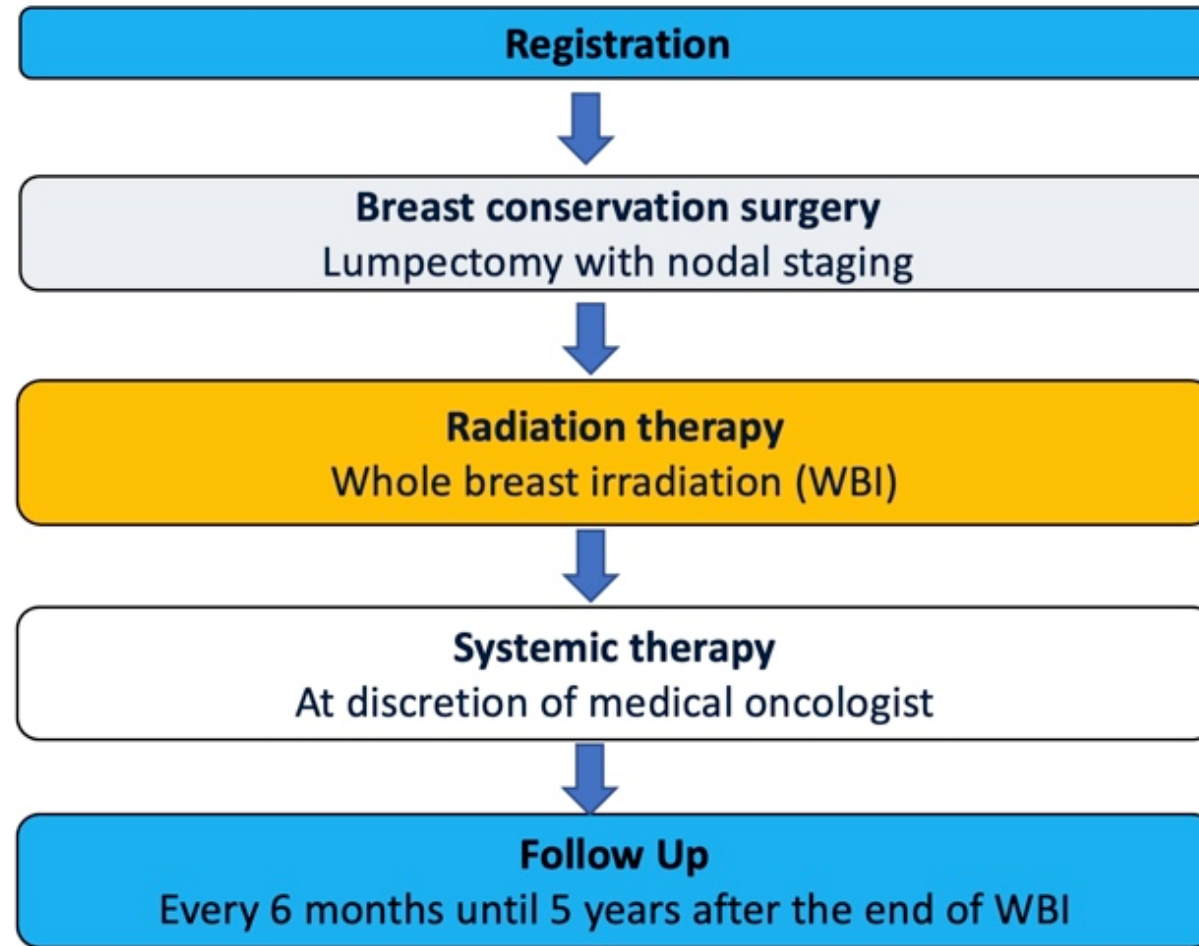 Registration
Breast conservation surgery
Lumpectomy with nodal staging
Radiation therapy
Whole breast irradiation (WBI)
Systemic therapy
At discretion of medical oncologist
Follow Up
Every 6 months until 5 years after the end of WBI